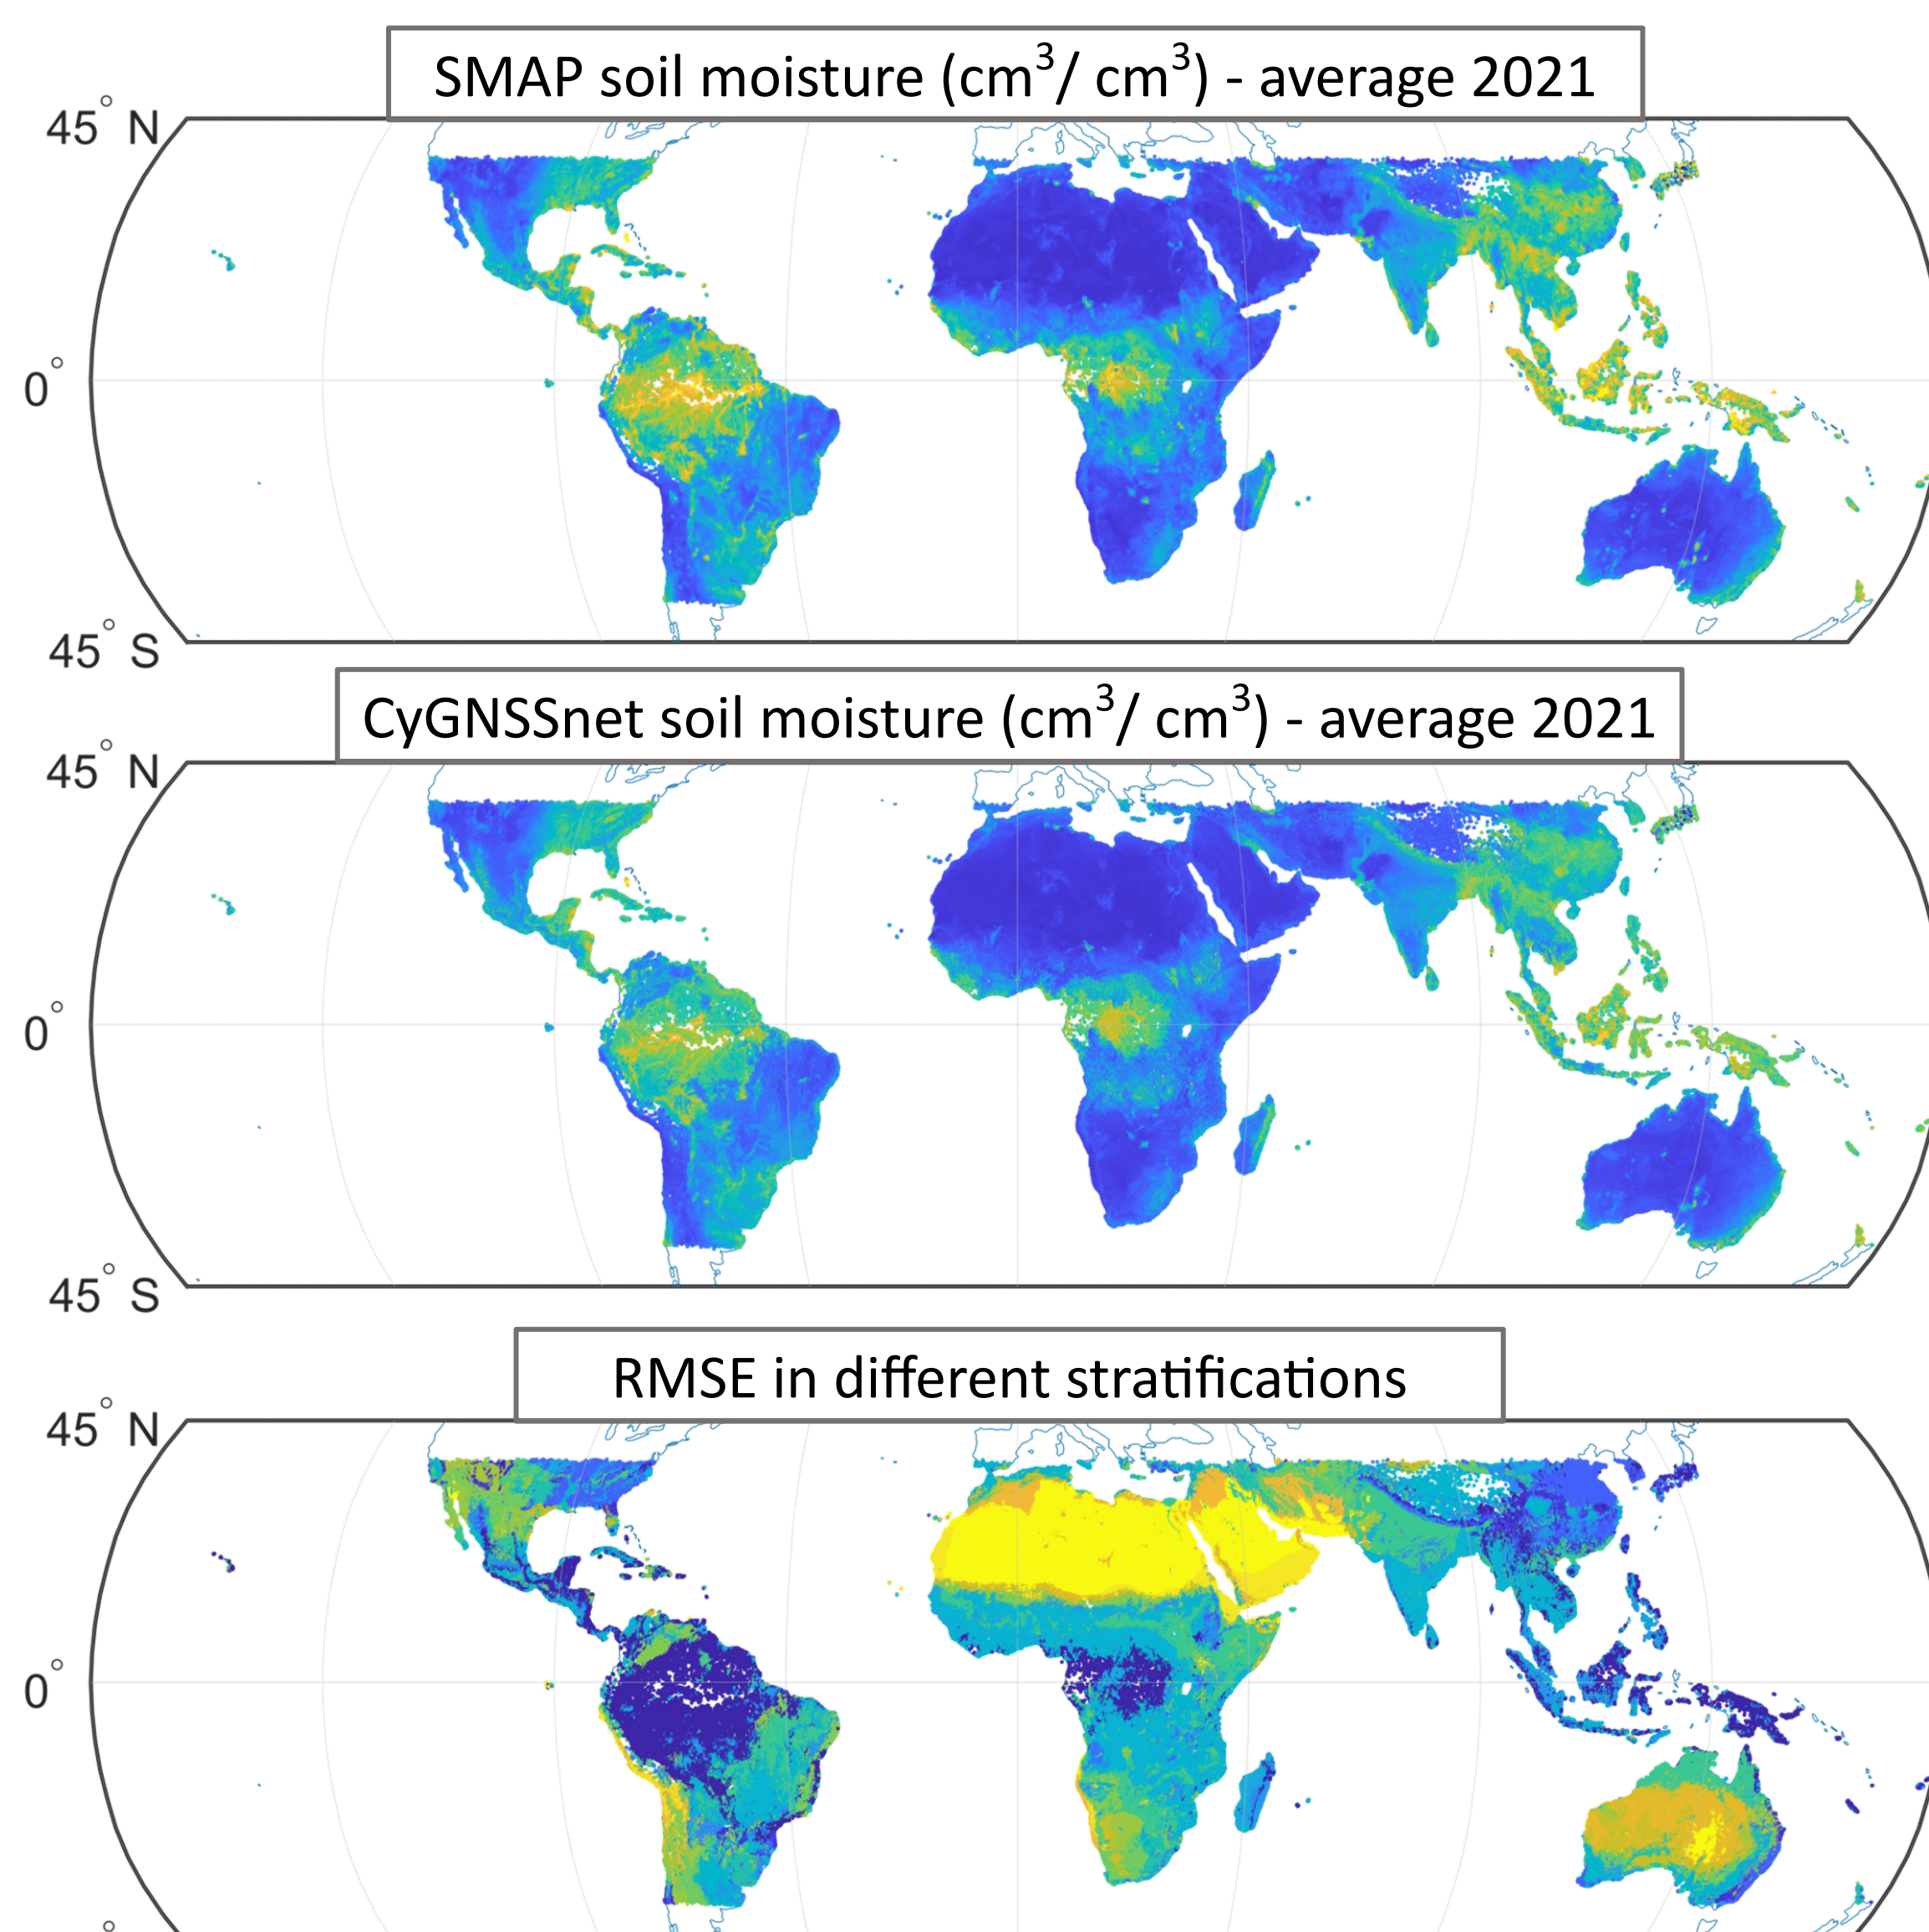 SMAP soil moisture (cm³/ cm³) - average 2021
45° N
0°
45° S
CyGNSSnet soil moisture (cm³/ cm³) - average 2021
45° N
0°
45° S
RMSE in different stratifications
45° N
0°